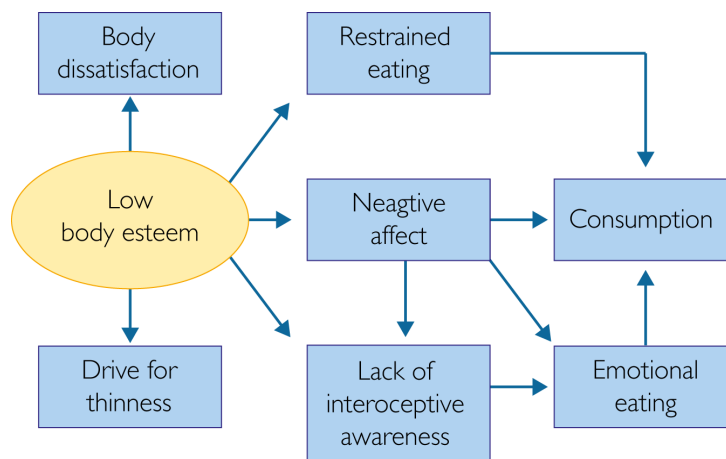 Body
dissatisfaction
Restrained
eating
Low
body esteem
Neagtive
affect
Consumption
Drive for
thinness
Lack of
interoceptive
awareness
Emotional
eating